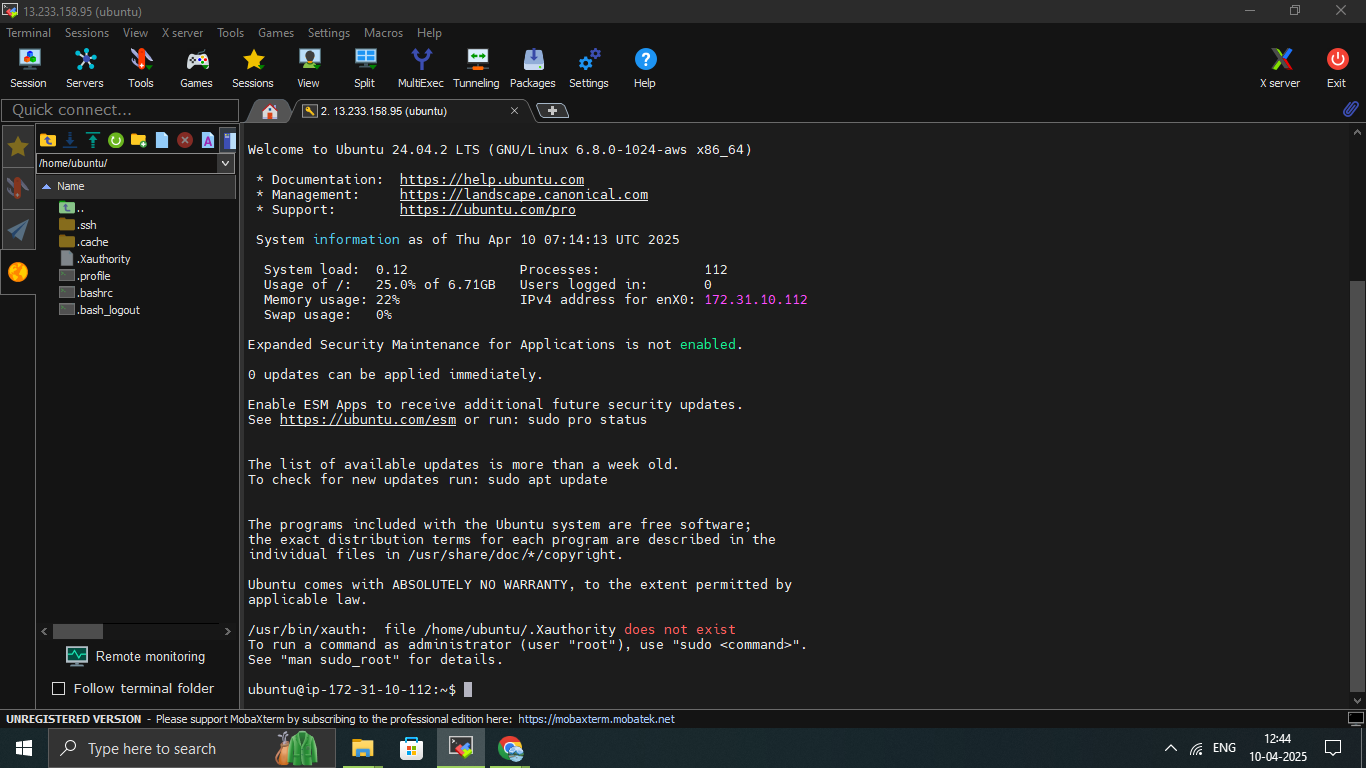 13.233.158.95 (ubuntu)
Terminal Sessions View X server Tools Games Settings Macros Help
Session Servers Tools Games Sessions View Split MultiExec Tunneling Packages Settings Help X server Exit
Quick connect...
2. 13.233.158.95 (ubuntu)
/home/ubuntu/
Name
..
.ssh
.cache
.Xauthority
.profile
.bashrc
.bash_logout
Remote monitoring
Follow terminal folder
Welcome to Ubuntu 24.04.2 LTS (GNU/Linux 6.8.0-1024-aws x86_64)
* Documentation: https://help.ubuntu.com
* Management: https://landscape.canonical.com
* Support: https://ubuntu.com/pro
System information as of Thu Apr 10 07:14:13 UTC 2025
System load: 0.12 Processes: 112
Usage of /: 25.0% of 6.71GB Users logged in: 0
Memory usage: 22% IPv4 address for enX0: 172.31.10.112
Swap usage: 0%
Expanded Security Maintenance for Applications is not enabled.
0 updates can be applied immediately.
Enable ESM Apps to receive additional future security updates.
See https://ubuntu.com/esm or run: sudo pro status
The list of available updates is more than a week old.
To check for new updates run: sudo apt update
The programs included with the Ubuntu system are free software;
the exact distribution terms for each program are described in the
individual files in /usr/share/doc/*/copyright.
Ubuntu comes with ABSOLUTELY NO WARRANTY, to the extent permitted by
applicable law.
/usr/bin/xauth: file /home/ubuntu/.Xauthority does not exist
To run a command as administrator (user "root"), use "sudo <command>".
See "man sudo_root" for details.
ubuntu@ip-172-31-10-112:~$
UNREGISTERED VERSION - Please support MobaXterm by subscribing to the professional edition here: https://mobaxterm.mobatek.net
Type here to search
ENG
12:44
10-04-2025